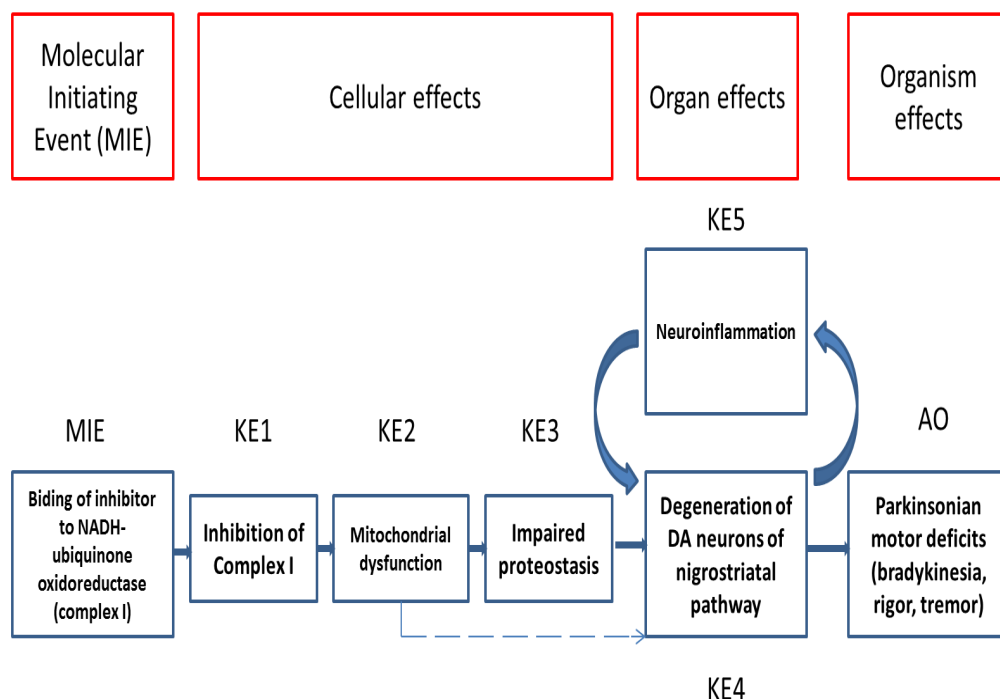 Molecular
Initiating
Event (MIE)
Cellular effects
Organ effects
Organism
effects
KE5
Neuroinflammation
MIE
KE1
KE2
KE3
AO
Biding of inhibitor
to NADH-
ubiquinone
oxidoreductase
(complex I)
Inhibition of
Complex I
Mitochondrial
dysfunction
Impaired
proteostasis
Degeneration of
DA neurons of
nigrostriatal
pathway
Parkinsonian
motor deficits
(bradykinesia,
rigor, tremor)
KE4